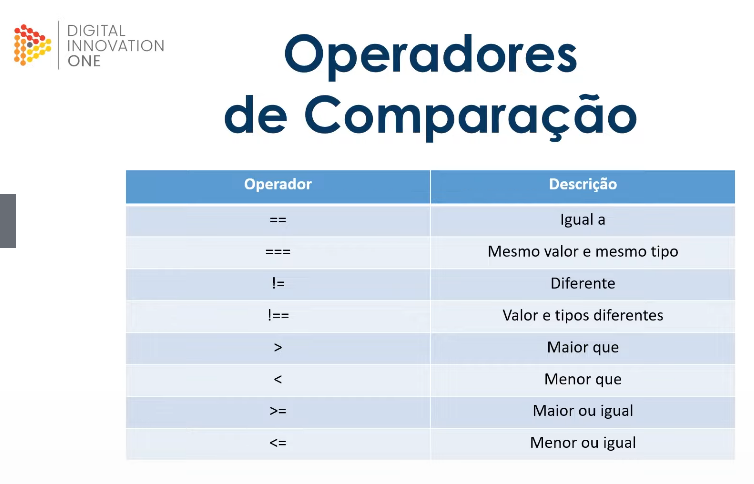 DIGITAL
INNOVATION
ONE
Operadores
de Comparação
Operador Descrição
== Igual a
=== Mesmo valor e mesmo tipo
!= Diferente
!== Valor e tipos diferentes
> Maior que
< Menor que
>= Maior ou igual
<= Menor ou igual